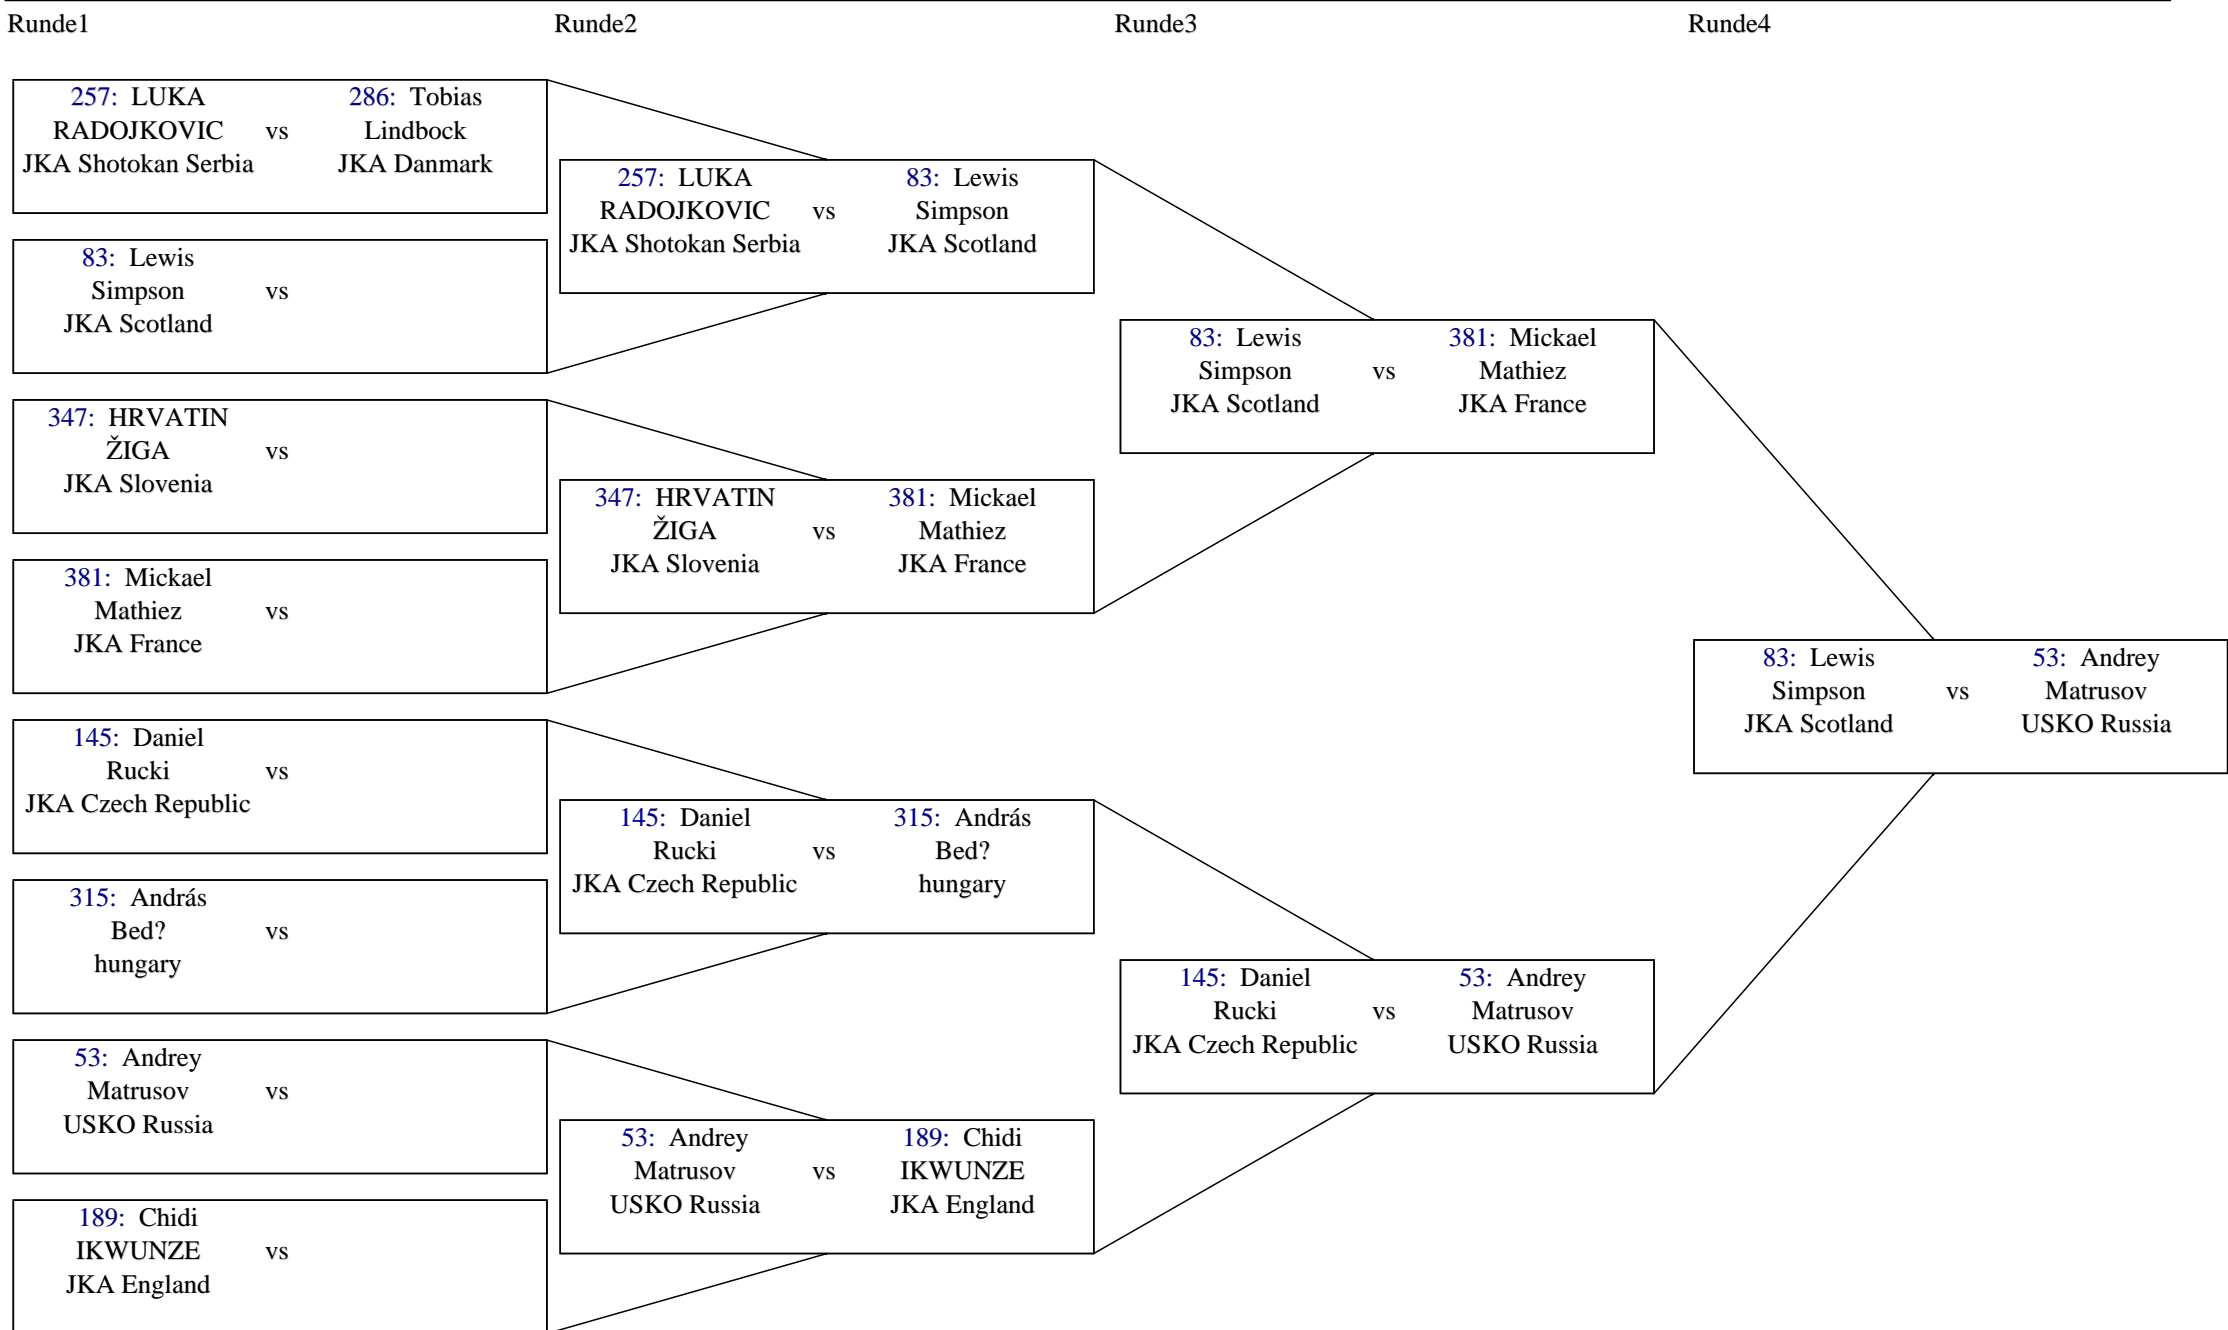 Runde1 Runde2 Runde3 Runde4
257: LUKA 286: Tobias
RADOJKOVIC vs Lindbock
JKA Shotokan Serbia JKA Danmark
83: Lewis
Simpson vs
JKA Scotland
347: HRVATIN
ŽIGA vs
JKA Slovenia
381: Mickael
Mathiez vs
JKA France
145: Daniel
Rucki vs
JKA Czech Republic
315: András
Bed? vs
hungary
53: Andrey
Matrusov vs
USKO Russia
189: Chidi
IKWUNZE vs
JKA England
257: LUKA 83: Lewis
RADOJKOVIC vs Simpson
JKA Shotokan Serbia JKA Scotland
347: HRVATIN 381: Mickael
ŽIGA vs Mathiez
JKA Slovenia JKA France
145: Daniel 315: András
Rucki vs Bed?
JKA Czech Republic hungary
53: Andrey 189: Chidi
Matrusov vs IKWUNZE
USKO Russia JKA England
83: Lewis 381: Mickael
Simpson vs Mathiez
JKA Scotland JKA France
145: Daniel 53: Andrey
Rucki vs Matrusov
JKA Czech Republic USKO Russia
83: Lewis 53: Andrey
Simpson vs Matrusov
JKA Scotland USKO Russia